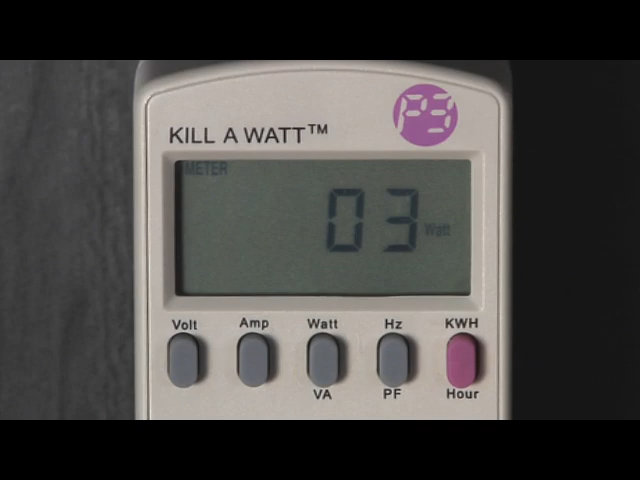 P3
KILL A WATT™
METER
03 Watt
Volt Amp Watt Hz KWH
VA PF Hour